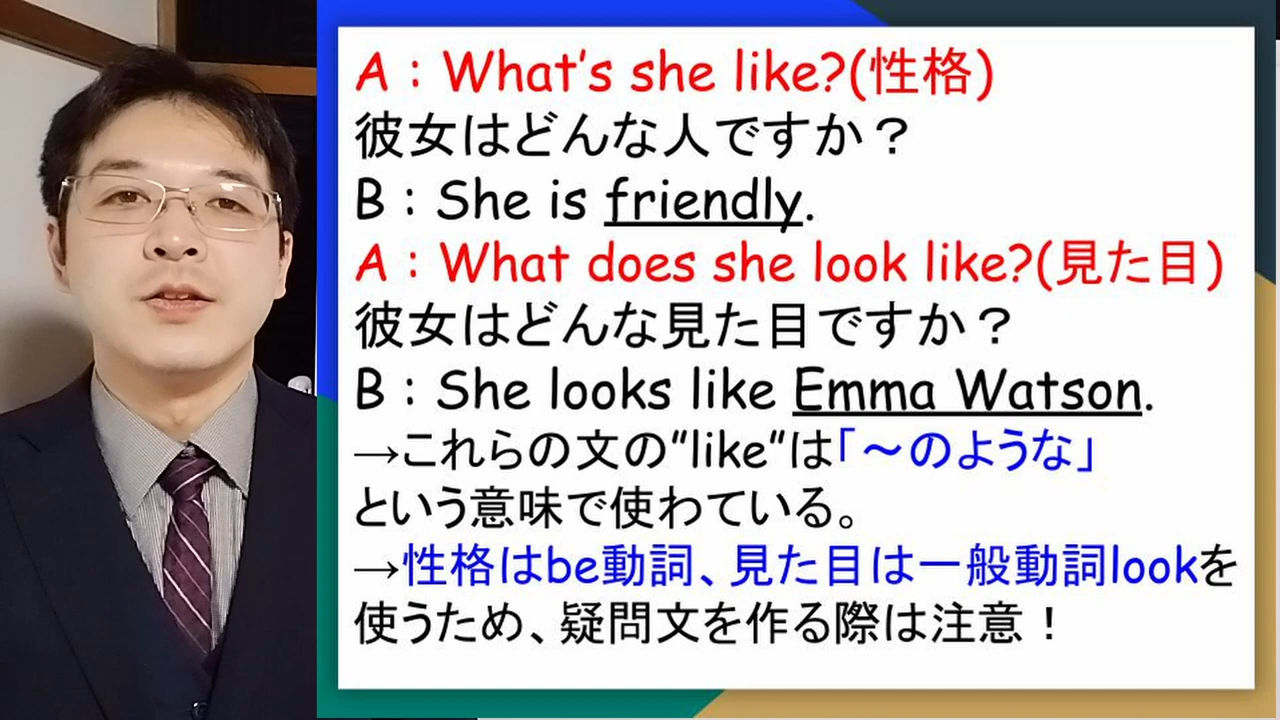 A：What's she like?(性格)
彼女はどんな人ですか？
B：She is friendly.
A：What does she look like?(見た目)
彼女はどんな見た目ですか？
B：She looks like Emma Watson.
→これらの文の"like"は「～のような」
という意味で使わている。
→性格はbe動詞、見た目は一般動詞lookを
使うため、疑問文を作る際は注意！